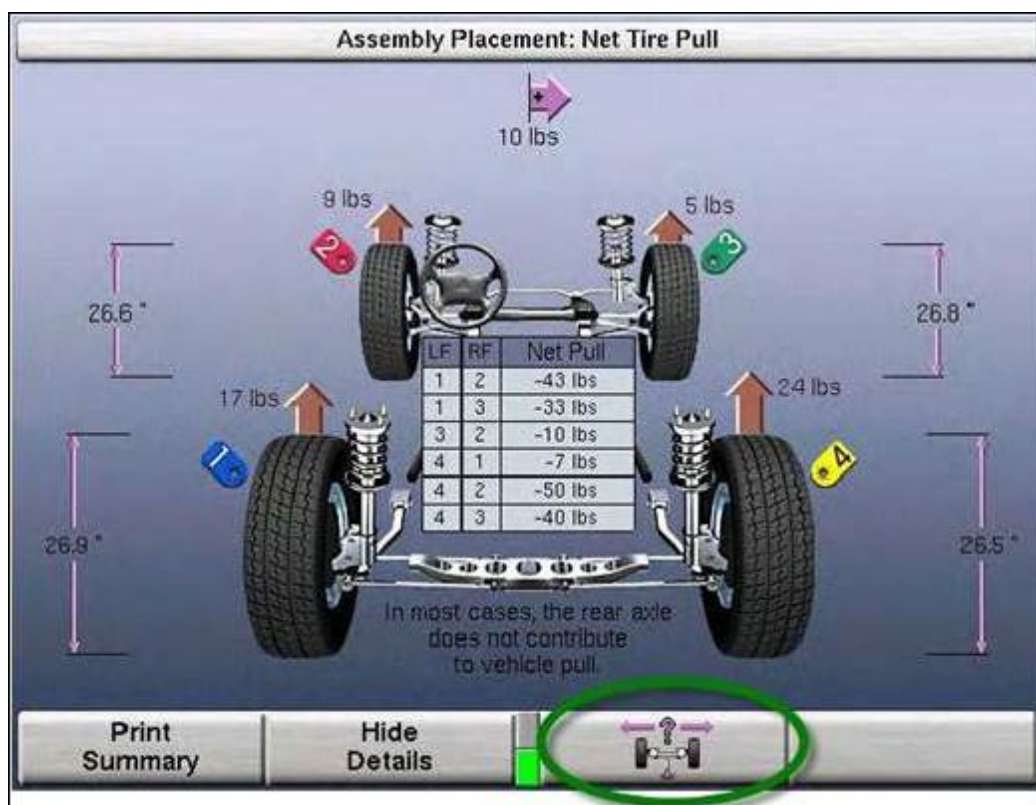 Assembly Placement: Net Tire Pull
+
10 lbs
9 lbs
5 lbs
2
3
26.6 "
26.8 "
LF RF Net Pull
1 2 -43 lbs
1 3 -33 lbs
3 2 -10 lbs
4 1 -7 lbs
4 2 -50 lbs
4 3 -40 lbs
17 lbs
24 lbs
1
4
26.9 "
26.5 "
In most cases, the rear axle
does not contribute
to vehicle pull.
Print
Summary
Hide
Details
?